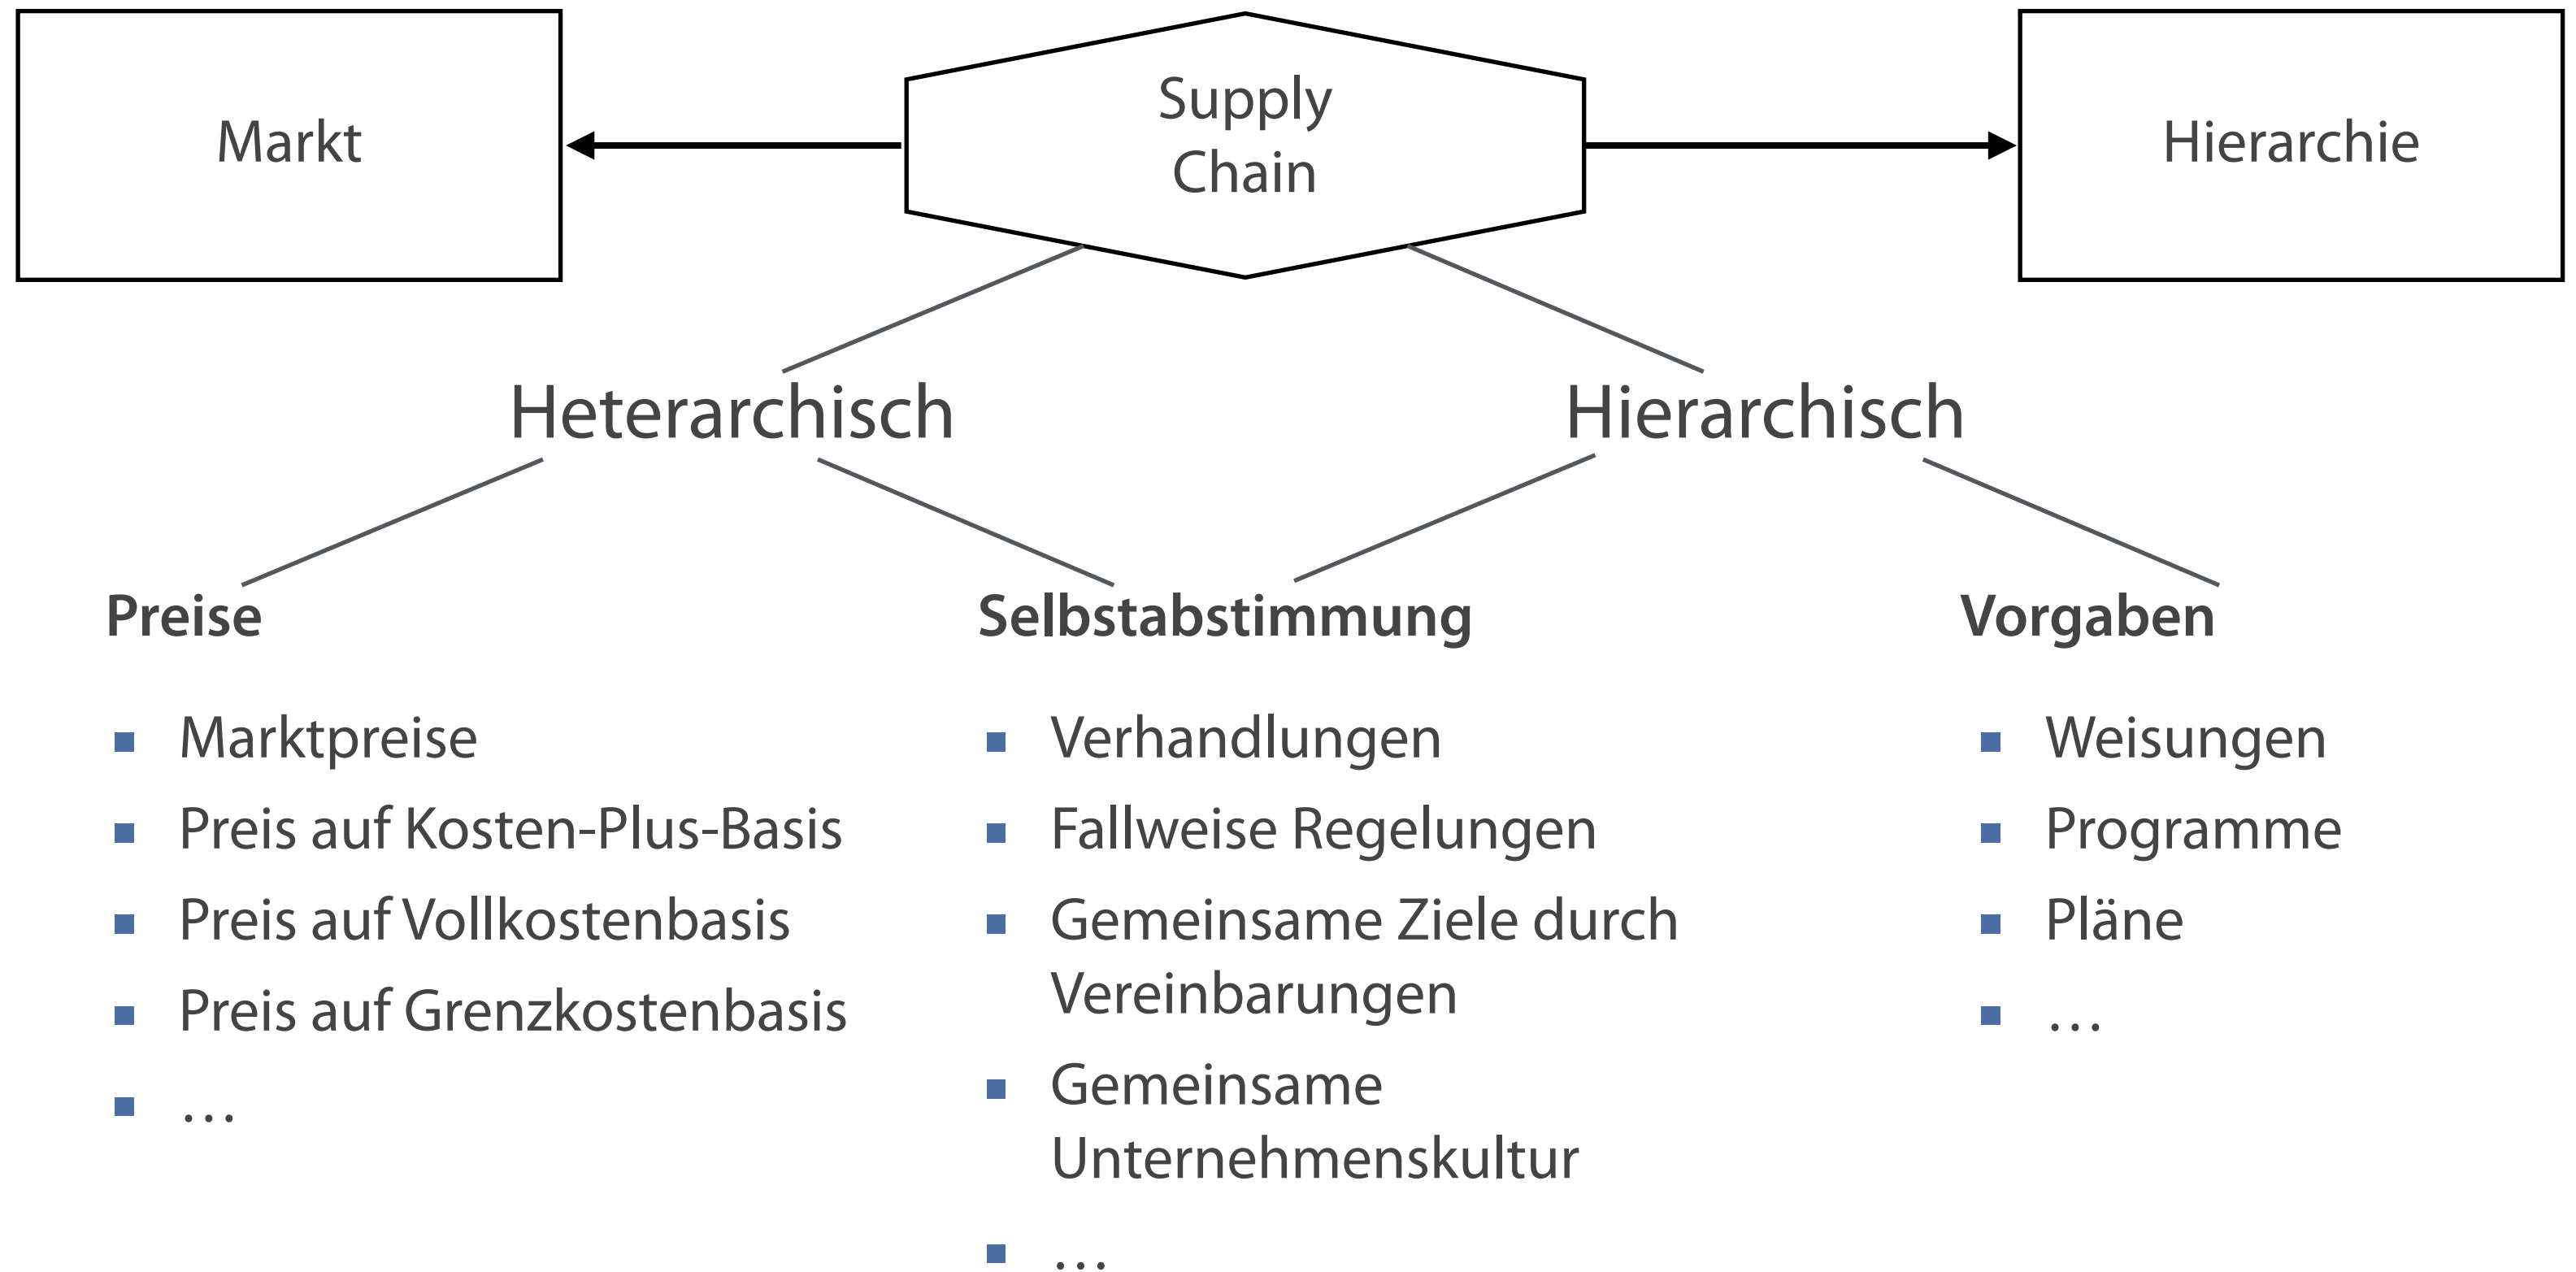 Markt
Supply
Chain
Hierarchie
Heterarchisch
Hierarchisch
Preise
Marktpreise
Preis auf Kosten-Plus-Basis
Preis auf Vollkostenbasis
Preis auf Grenzkostenbasis
…
Selbstabstimmung
Verhandlungen
Fallweise Regelungen
Gemeinsame Ziele durch
Vereinbarungen
Gemeinsame
Unternehmenskultur
…
Vorgaben
Weisungen
Programme
Pläne
…